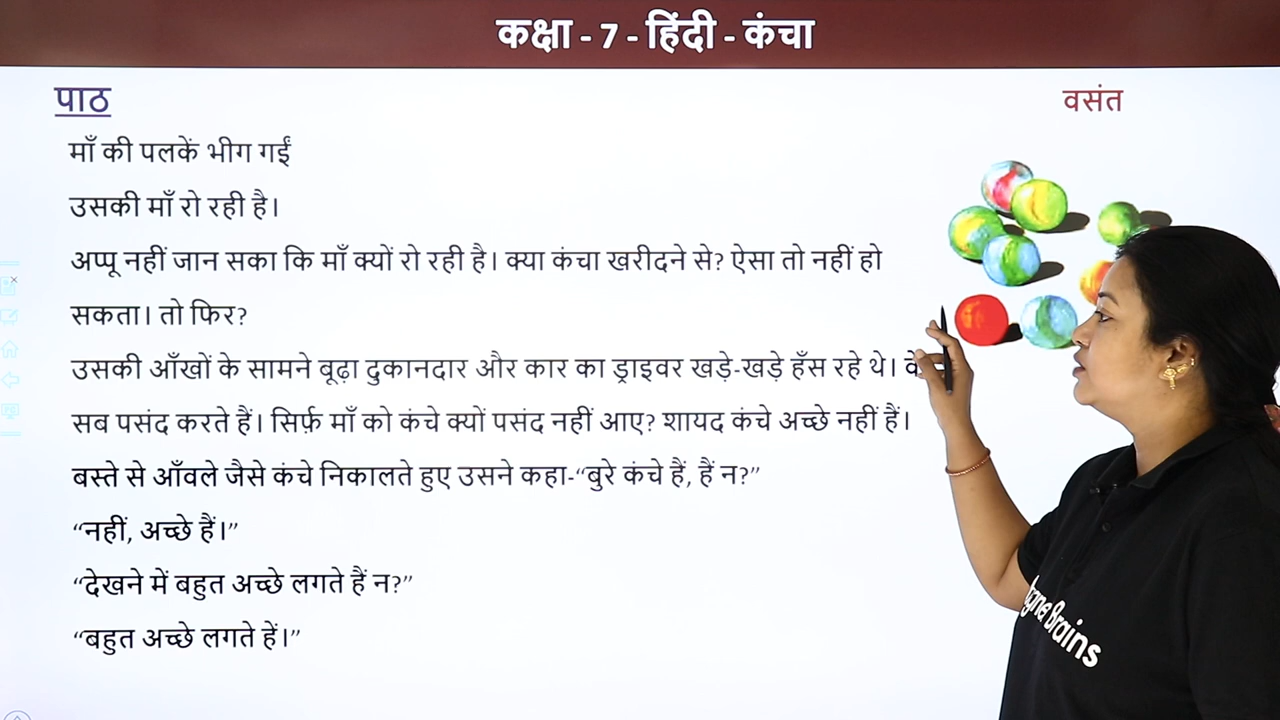 कक्षा - 7 - हिंदी - कंचा
पाठ
वसंत
माँ की पलकें भीग गईं
उसकी माँ रो रही है।
अप्पू नहीं जान सका कि माँ क्यों रो रही है। क्या कंचा खरीदने से? ऐसा तो नहीं हो
सकता। तो फिर?
उसकी आँखों के सामने बूढ़ा दुकानदार और कार का ड्राइवर खड़े-खड़े हँस रहे थे। वे
सब पसंद करते हैं। सिर्फ़ माँ को कंचे क्यों पसंद नहीं आए? शायद कंचे अच्छे नहीं हैं।
बस्ते से आँवले जैसे कंचे निकालते हुए उसने कहा-“बुरे कंचे हैं, हैं न?”
“नहीं, अच्छे हैं।”
“देखने में बहुत अच्छे लगते हैं न?”
“बहुत अच्छे लगते हें।”
Brains